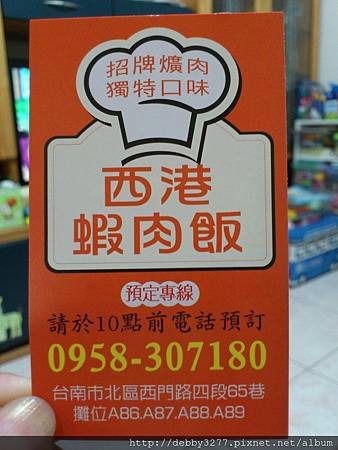 招牌爌肉
獨特口味
西港
蝦肉飯
預定專線
請於10點前電話預訂
0958-307180
台南市北區西門路四段65巷
攤位A86.A87.A88.A89
http://debby3277.pixnet.net/album